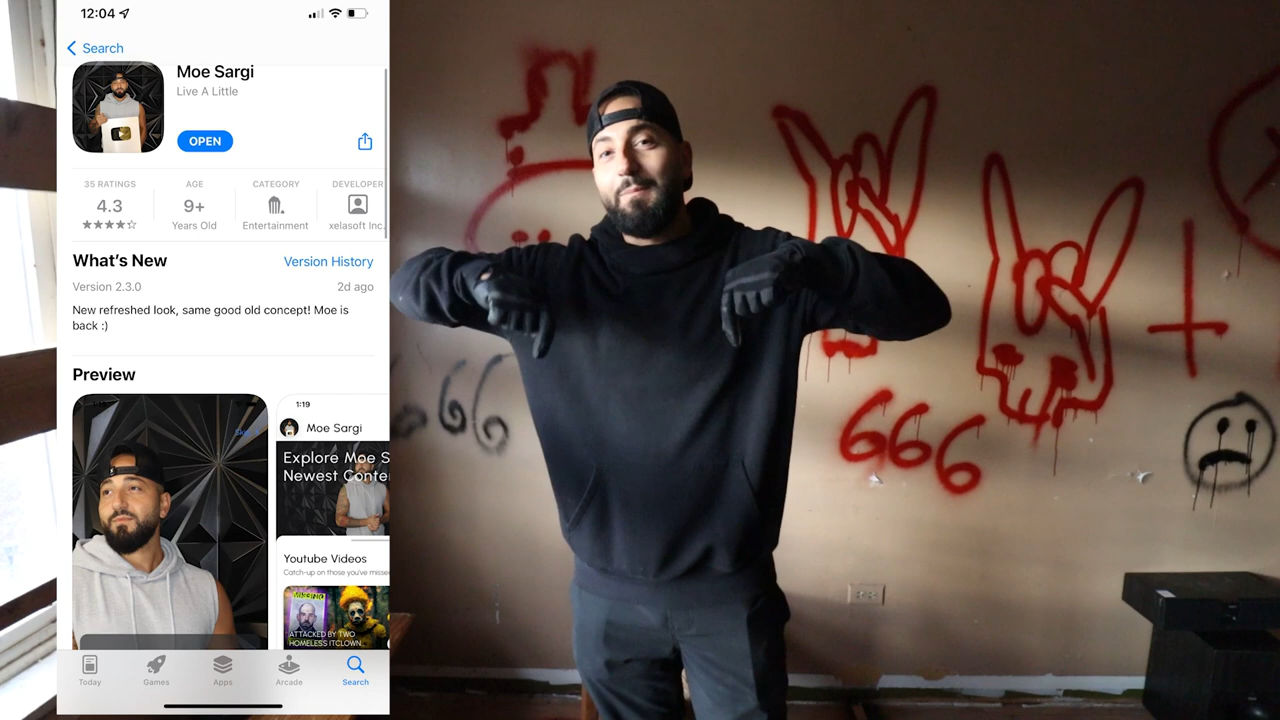 12:04
Search
Moe Sargi
Live A Little
OPEN
35 RATINGS
4.3
AGE
9+
Years Old
CATEGORY
Entertainment
DEVELOPER
xelasoft Inc.
What's New
Version History
Version 2.3.0
2d ago
New refreshed look, same good old concept! Moe is
back :)
Preview
1:19
Moe Sargi
Explore Moe S
Newest Conte
Youtube Videos
Catch-up on those you've misse
MISSING
ATTACKED BY TWO
HOMELESS ITCLOWN...
Today
Games
Apps
Arcade
Search
66
666